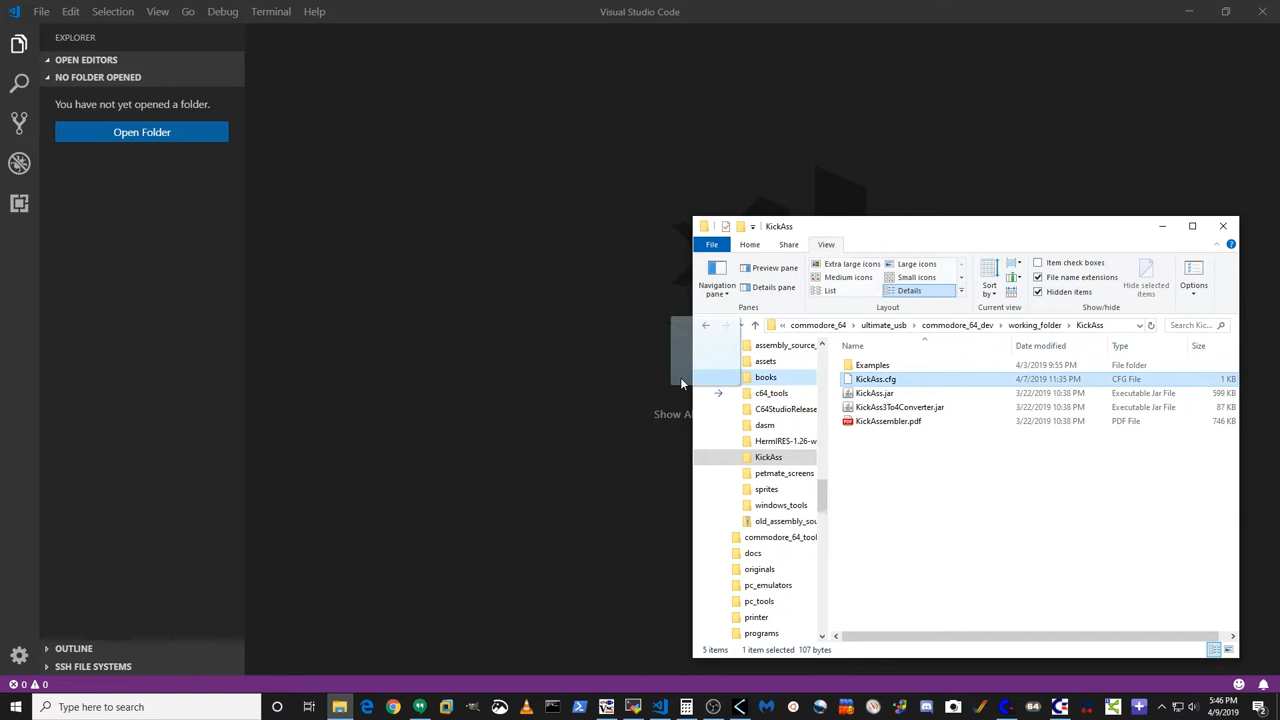 File Edit Selection View Go Debug Terminal Help
Visual Studio Code
EXPLORER
OPEN EDITORS
NO FOLDER OPENED
You have not yet opened a folder.
Open Folder
Show Al
OUTLINE
SSH FILE SYSTEMS
0 0
KickAss
File Home Share View
Navigation pane
Preview pane
Details pane
Panes
Extra large icons Large icons
Medium icons Small icons
List Details
Layout
Sort by
Current view
Item check boxes
File name extensions
Hidden items
Hide selected items
Show/hide
Options
« commodore_64 > ultimate_usb > commodore_64_dev > working_folder > KickAss
Search Kic...
assembly_source_
assets
books
c64_tools
C64StudioRelease
dasm
HermIRES-1.26-w
KickAss
petmate_screens
sprites
windows_tools
old_assembly_sou
commodore_64_tool
docs
originals
pc_emulators
pc_tools
printer
programs
Name Date modified Type Size
Examples 4/3/2019 9:55 PM File folder
KickAss.cfg 4/7/2019 11:35 PM CFG File 1 KB
KickAss.jar 3/22/2019 10:38 PM Executable Jar File 599 KB
KickAss3To4Converter.jar 3/22/2019 10:38 PM Executable Jar File 87 KB
KickAssembler.pdf 3/22/2019 10:38 PM PDF File 746 KB
5 items 1 item selected 107 bytes
Type here to search
5:46 PM
4/9/2019